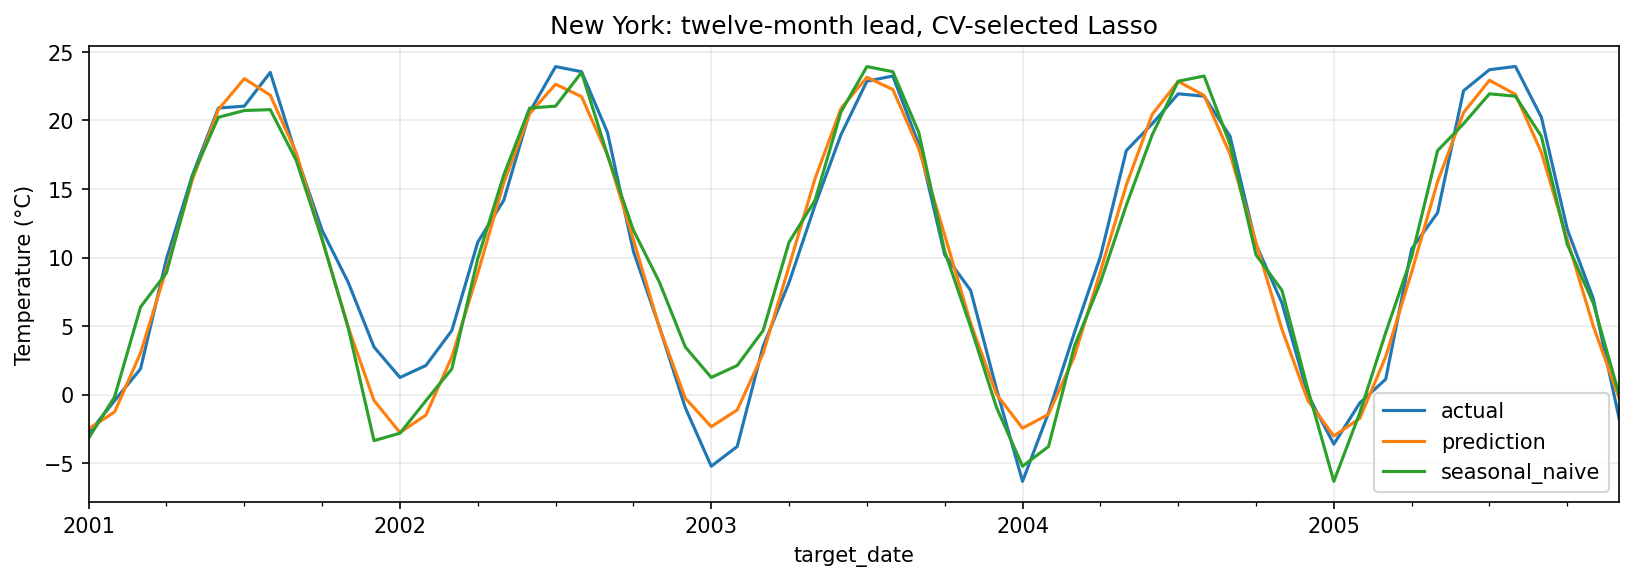 New York: twelve-month lead, CV-selected Lasso
Temperature (°C)
25
20
15
10
5
0
−5
2001
2002
2003
2004
2005
target_date
actual
prediction
seasonal_naive